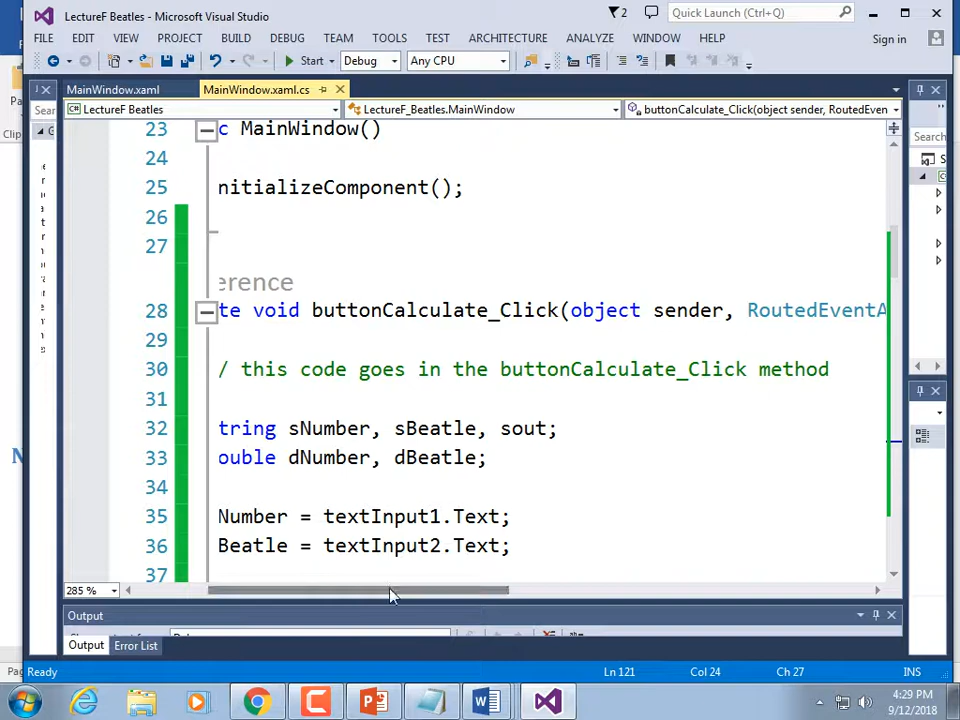 LectureF Beatles - Microsoft Visual Studio
2
Quick Launch (Ctrl+Q)
FILE EDIT VIEW PROJECT BUILD DEBUG TEAM TOOLS TEST ARCHITECTURE ANALYZE WINDOW HELP
Sign in
Start Debug Any CPU
MainWindow.xaml MainWindow.xaml.cs
LectureF Beatles LectureF_Beatles.MainWindow buttonCalculate_Click(object sender, RoutedEven
Sear
Search
Clip
23 c MainWindow()
24
25 nitializeComponent();
26
27
erence
28 te void buttonCalculate_Click(object sender, RoutedEventA
29
30 / this code goes in the buttonCalculate_Click method
31
32 tring sNumber, sBeatle, sout;
33 ouble dNumber, dBeatle;
34
35 Number = textInput1.Text;
36 Beatle = textInput2.Text;
37
285 %
Output
Output Error List
Ready Ln 121 Col 24 Ch 27 INS
4:29 PM
9/12/2018